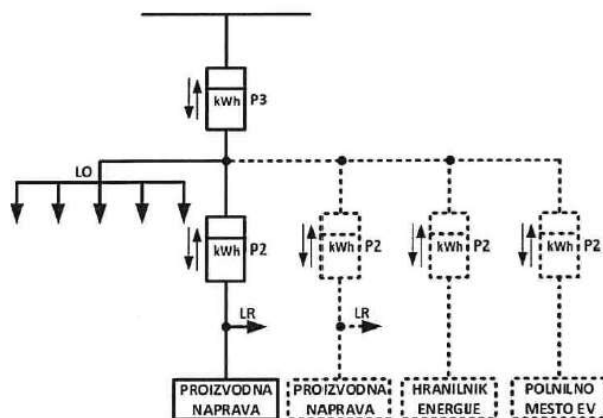 kWh P3
LO
kWh P2
kWh P2
kWh P2
kWh P2
LR
LR
PROIZVODNA
NAPRAVA
PROIZVODNA
NAPRAVA
HRANILNIK
ENERGIJE
POLNILNO
MESTO EV